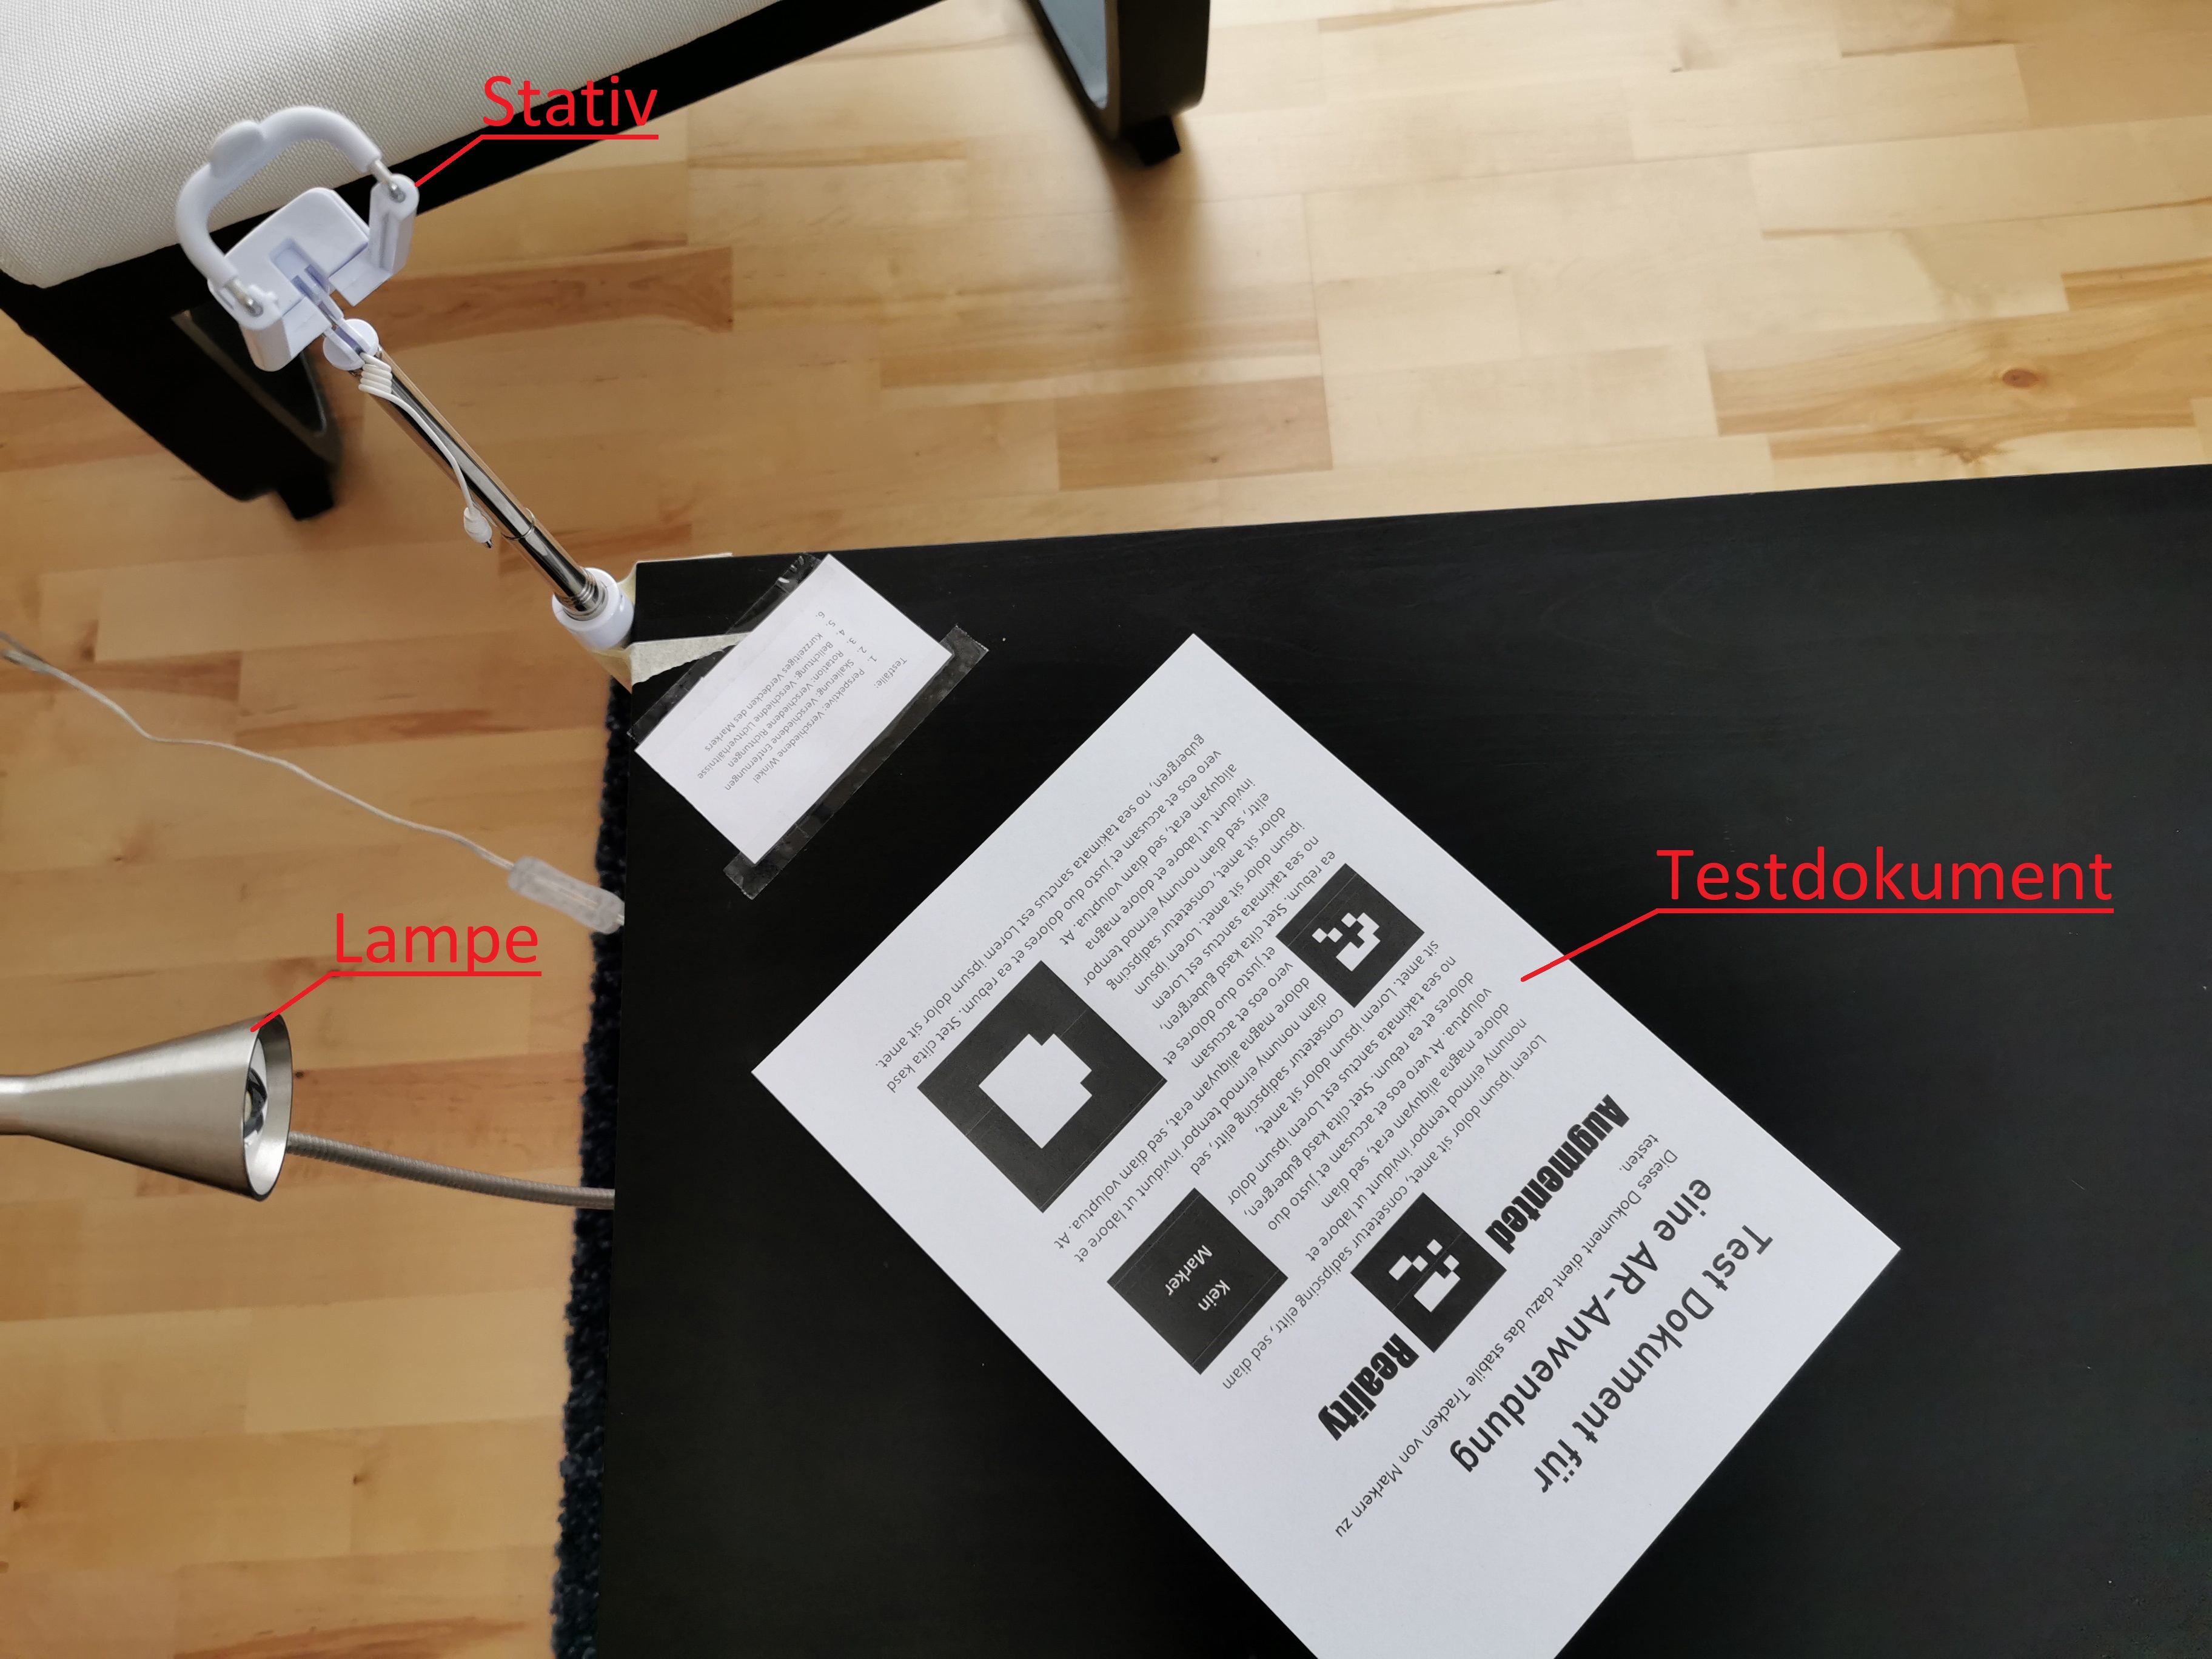 Stativ
Testfälle:
1. Perspektive: Verschiedene Winkel
2. Skalierung: Verschiedene Entfernungen
3. Rotation: Verschiedene Richtungen
4. Belichtung: Verschiedne Lichtverhältnisse
5. Kurzzeitiges Verdecken des Markers
6.
Lampe
Testdokument
Test Dokument für
eine AR-Anwendung
Dieses Dokument dient dazu das stabile Tracken von Markern zu
testen.
Augmented Reality
Lorem ipsum dolor sit amet, consetetur sadipscing elitr, sed diam
nonumy eirmod tempor invidunt ut labore et
dolore magna aliquyam erat, sed diam
voluptua. At vero eos et accusam et justo duo
dolores et ea rebum. Stet clita kasd gubergren,
no sea takimata sanctus est Lorem ipsum dolor
sit amet. Lorem ipsum dolor sit amet,
consetetur sadipscing elitr, sed
diam nonumy eirmod tempor invidunt ut labore et
dolore magna aliquyam erat, sed diam voluptua. At
vero eos et accusam
et justo duo dolores et
ea rebum. Stet clita kasd gubergren,
no sea takimata sanctus est Lorem
ipsum dolor sit amet. Lorem ipsum
dolor sit amet, consetetur sadipscing
elitr, sed diam nonumy eirmod tempor
invidunt ut labore et dolore magna
aliquyam erat, sed diam voluptua. At
vero eos et accusam et justo duo dolores et ea rebum. Stet clita kasd
gubergren, no sea takimata sanctus est Lorem ipsum dolor sit amet.
Kein
Marker